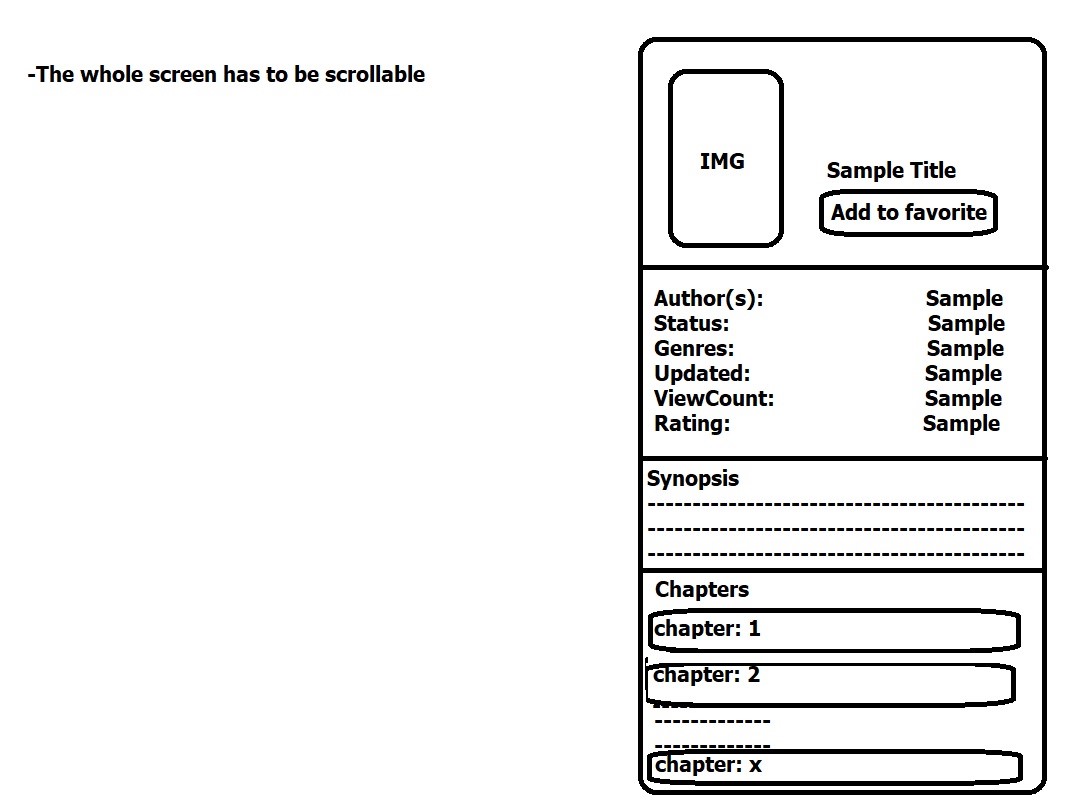 -The whole screen has to be scrollable
IMG
Sample Title
Add to favorite
Author(s): Sample
Status: Sample
Genres: Sample
Updated: Sample
ViewCount: Sample
Rating: Sample
Synopsis
------------------------------------------
------------------------------------------
------------------------------------------
Chapters
chapter: 1
chapter: 2
-------------
-------------
chapter: x